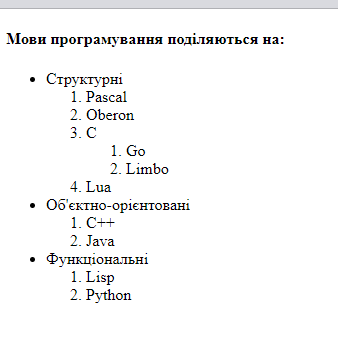 Мови програмування поділяються на:
• Структурні
1. Pascal
2. Oberon
3. C
1. Go
2. Limbo
4. Lua
• Об'єктно-орієнтовані
1. C++
2. Java
• Функціональні
1. Lisp
2. Python